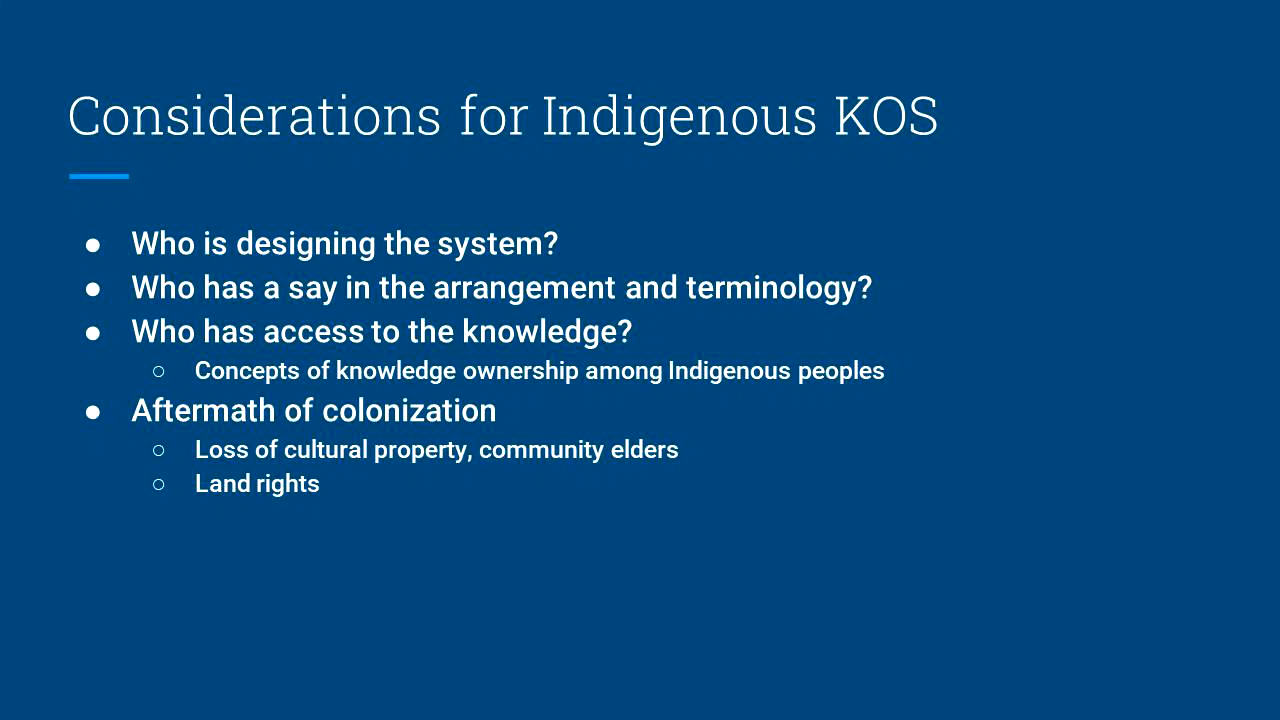 Considerations for Indigenous KOS
● Who is designing the system?
● Who has a say in the arrangement and terminology?
● Who has access to the knowledge?
○ Concepts of knowledge ownership among Indigenous peoples
● Aftermath of colonization
○ Loss of cultural property, community elders
○ Land rights